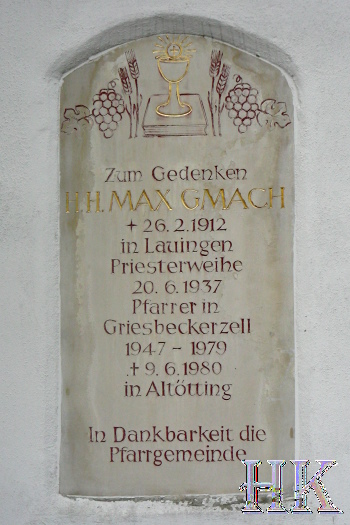 Zum Gedenken
H.H. MAX GMACH
+ 26.2.1912
in Lauingen
Priesterweihe
20.6.1937
Pfarrer in
Griesbeckerzell
1947 - 1979
+ 9.6.1980
in Altötting
In Dankbarkeit die
Pfarrgemeinde
HK